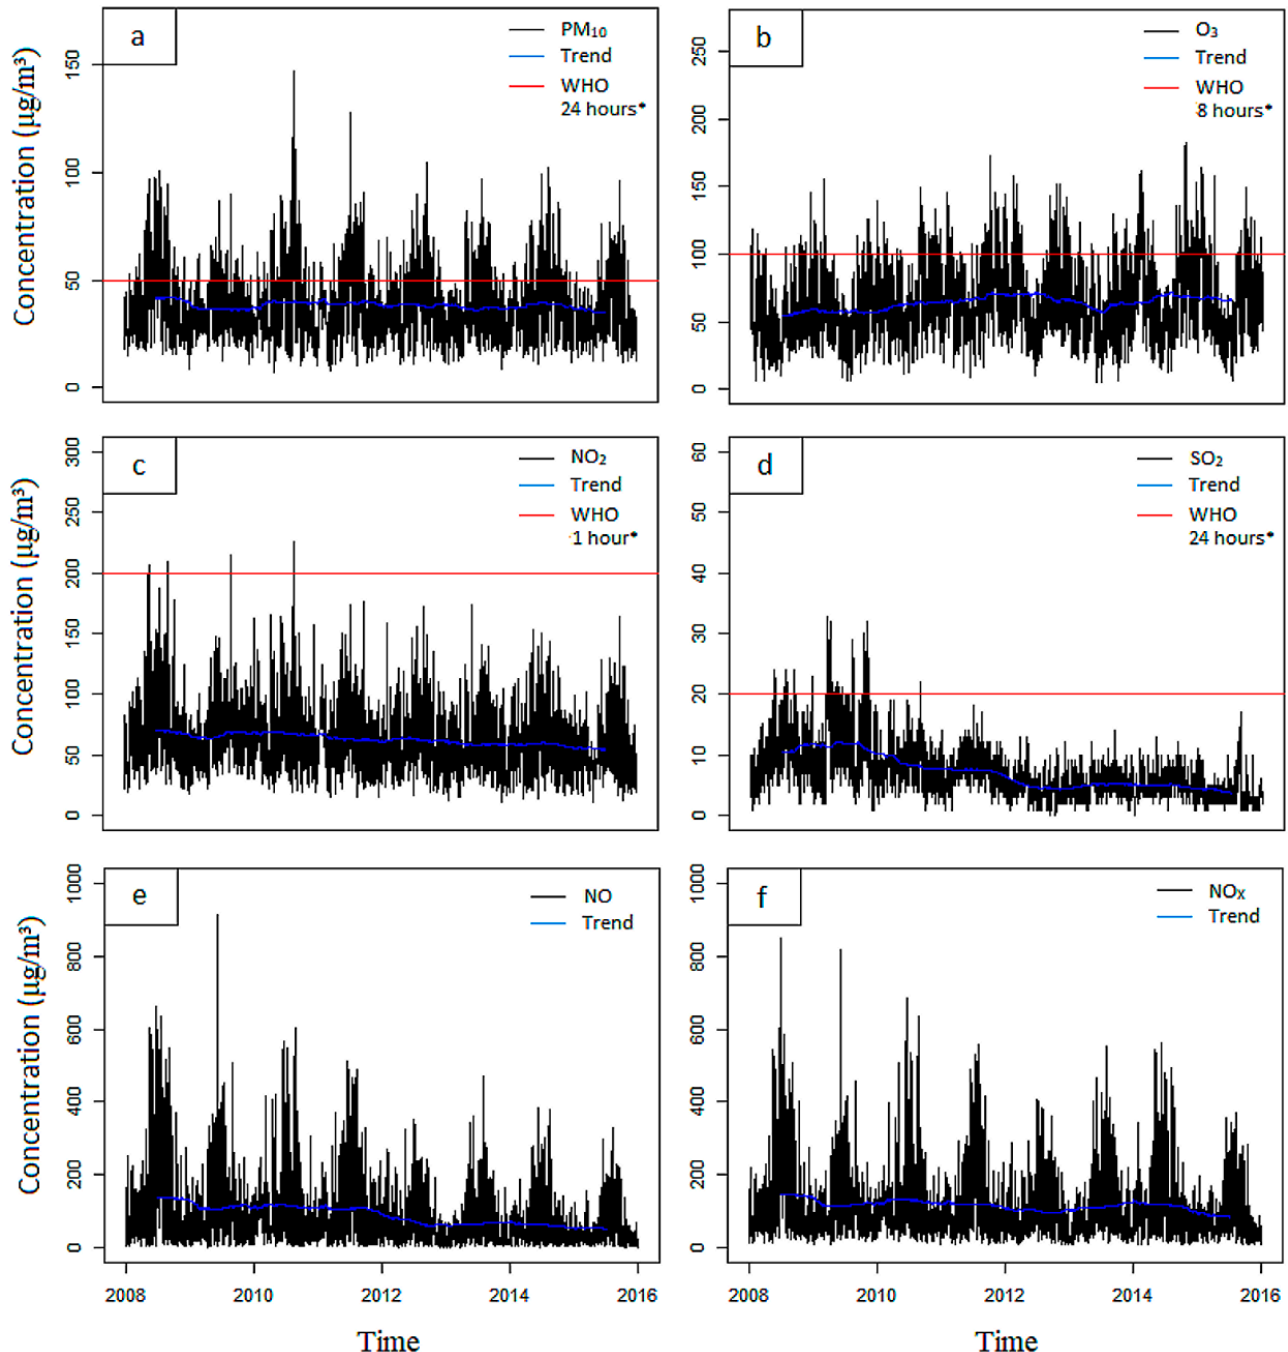 a
PM₁₀
Trend
WHO
24 hours*
Concentration (µg/m³)
0
50
100
150
b
O₃
Trend
WHO
8 hours*
0
50
100
150
200
250
c
NO₂
Trend
WHO
1 hour*
Concentration (µg/m³)
0
50
100
150
200
250
300
d
SO₂
Trend
WHO
24 hours*
0
10
20
30
40
50
60
e
NO
Trend
Concentration (µg/m³)
0
200
400
600
800
1000
2008 2010 2012 2014 2016
Time
f
NOₓ
Trend
0
200
400
600
800
1000
2008 2010 2012 2014 2016
Time